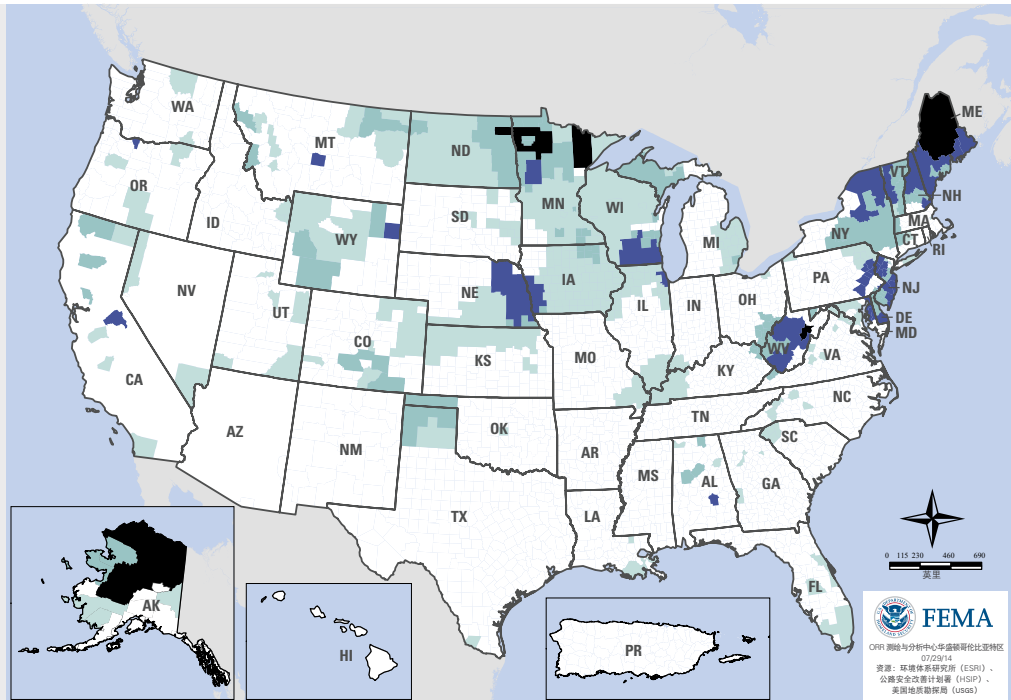 WA
MT
ND
ME
OR
ID
WY
SD
MN
WI
MI
VT
NH
NY
MA
CT
RI
NV
UT
CO
NE
IA
IL
IN
OH
PA
NJ
DE
MD
WV
VA
CA
KS
MO
KY
NC
AZ
NM
OK
AR
TN
SC
MS
AL
GA
TX
LA
FL
AK
HI
PR
0 115 230 460 690
英里
FEMA
ORR 测绘与分析中心华盛顿哥伦比亚特区
07/29/14
资源：环境体系研究所（ESRI）、
公路安全改善计划署（HSIP）、
美国地质勘探局（USGS）